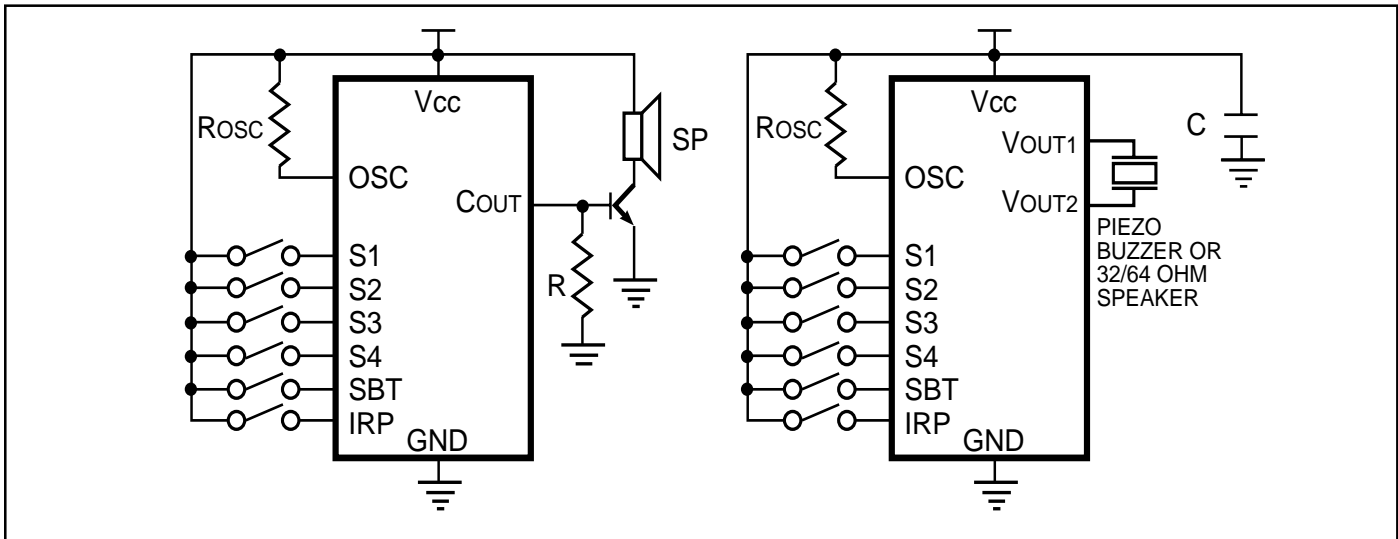 Vcc
ROSC
OSC
SP
COUT
S1
S2
S3
S4
SBT
IRP
R
GND
Vcc
ROSC
OSC
VOUT1
VOUT2
C
PIEZO
BUZZER OR
32/64 OHM
SPEAKER
S1
S2
S3
S4
SBT
IRP
GND